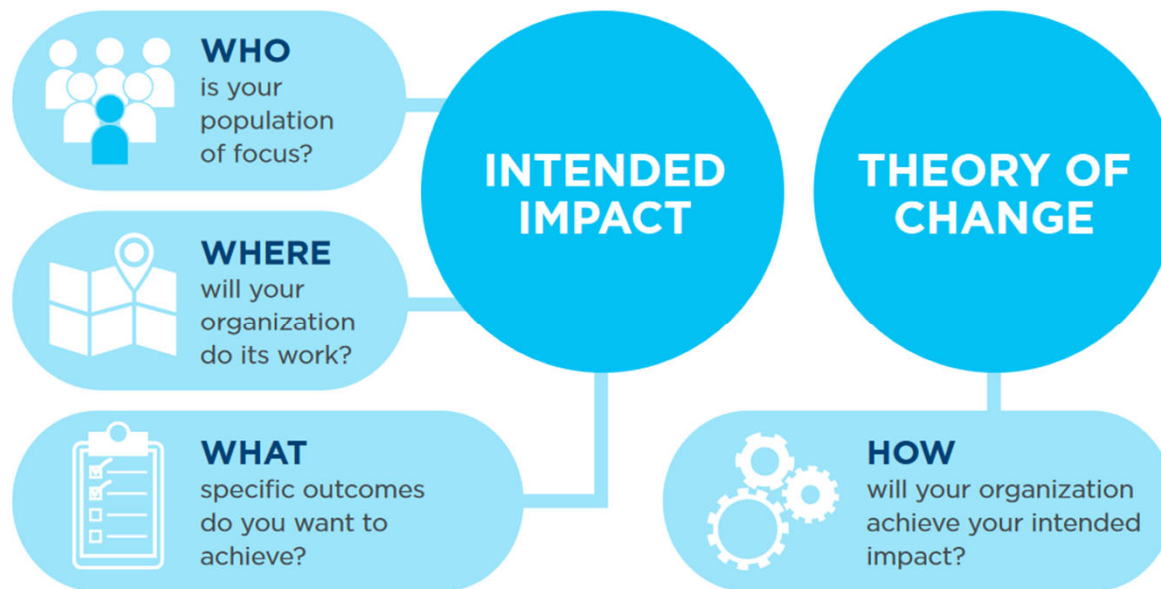 WHO
is your
population
of focus?
WHERE
will your
organization
do its work?
WHAT
specific outcomes
do you want to
achieve?
INTENDED
IMPACT
THEORY OF
CHANGE
HOW
will your organization
achieve your intended
impact?